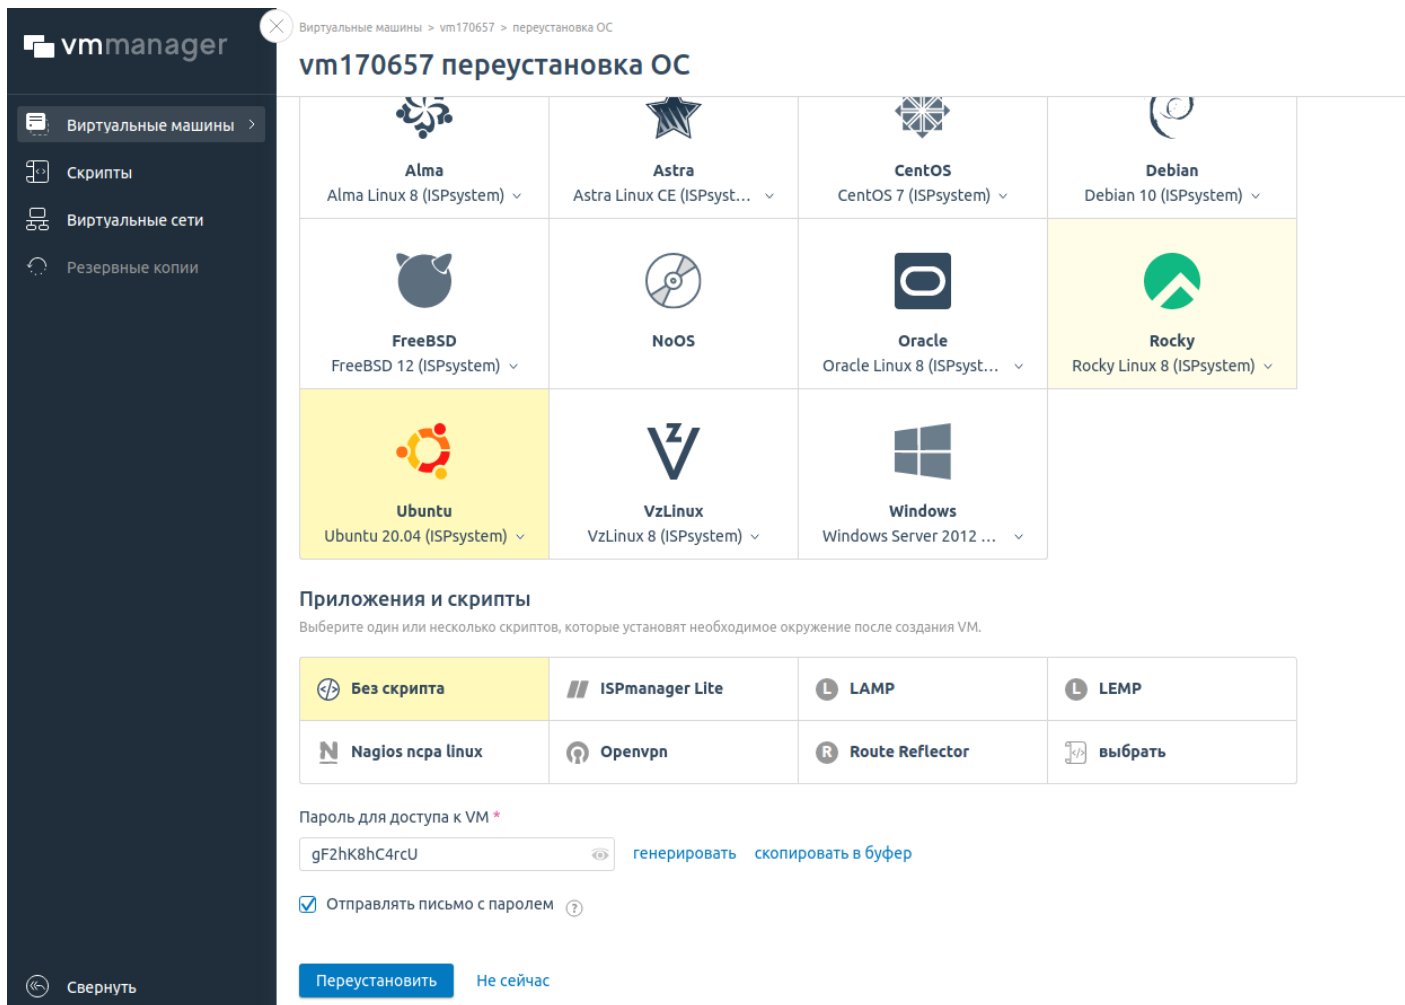 vmmanager
Виртуальные машины
Скрипты
Виртуальные сети
Резервные копии
Свернуть
Виртуальные машины > vm170657 > переустановка ОС
vm170657 переустановка ОС
Alma
Alma Linux 8 (ISPsystem)
Astra
Astra Linux CE (ISPsyst...
CentOS
CentOS 7 (ISPsystem)
Debian
Debian 10 (ISPsystem)
FreeBSD
FreeBSD 12 (ISPsystem)
NoOS
Oracle
Oracle Linux 8 (ISPsyst...
Rocky
Rocky Linux 8 (ISPsystem)
Ubuntu
Ubuntu 20.04 (ISPsystem)
VzLinux
VzLinux 8 (ISPsystem)
Windows
Windows Server 2012 ...
Приложения и скрипты
Выберите один или несколько скриптов, которые установят необходимое окружение после создания VM.
Без скрипта
ISPmanager Lite
L LAMP
L LEMP
Nagios ncpa linux
Openvpn
R Route Reflector
выбрать
Пароль для доступа к VM *
gF2hK8hC4rcU
генерировать
скопировать в буфер
Отправлять письмо с паролем ?
Переустановить
Не сейчас